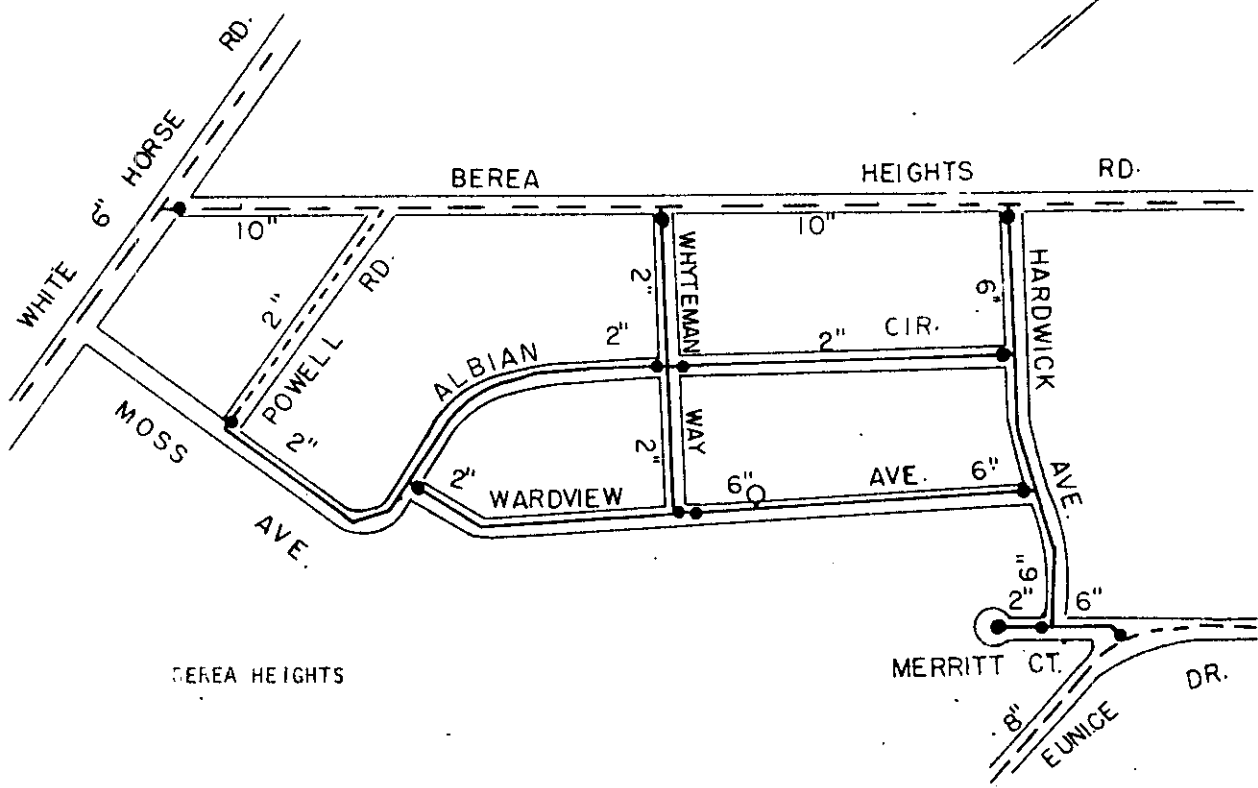 WHITE HORSE RD.
6"
BEREA HEIGHTS RD.
10"
10"
2"
POWELL RD.
2"
WHYTEMAN WAY
2"
2"
6"
HARDWICK AVE.
ALBIAN CIR.
2"
2"
MOSS AVE.
2"
2"
WARDVIEW AVE.
6"
6"
6"
2"
6"
MERRITT CT.
8"
EUNICE DR.
BEREA HEIGHTS